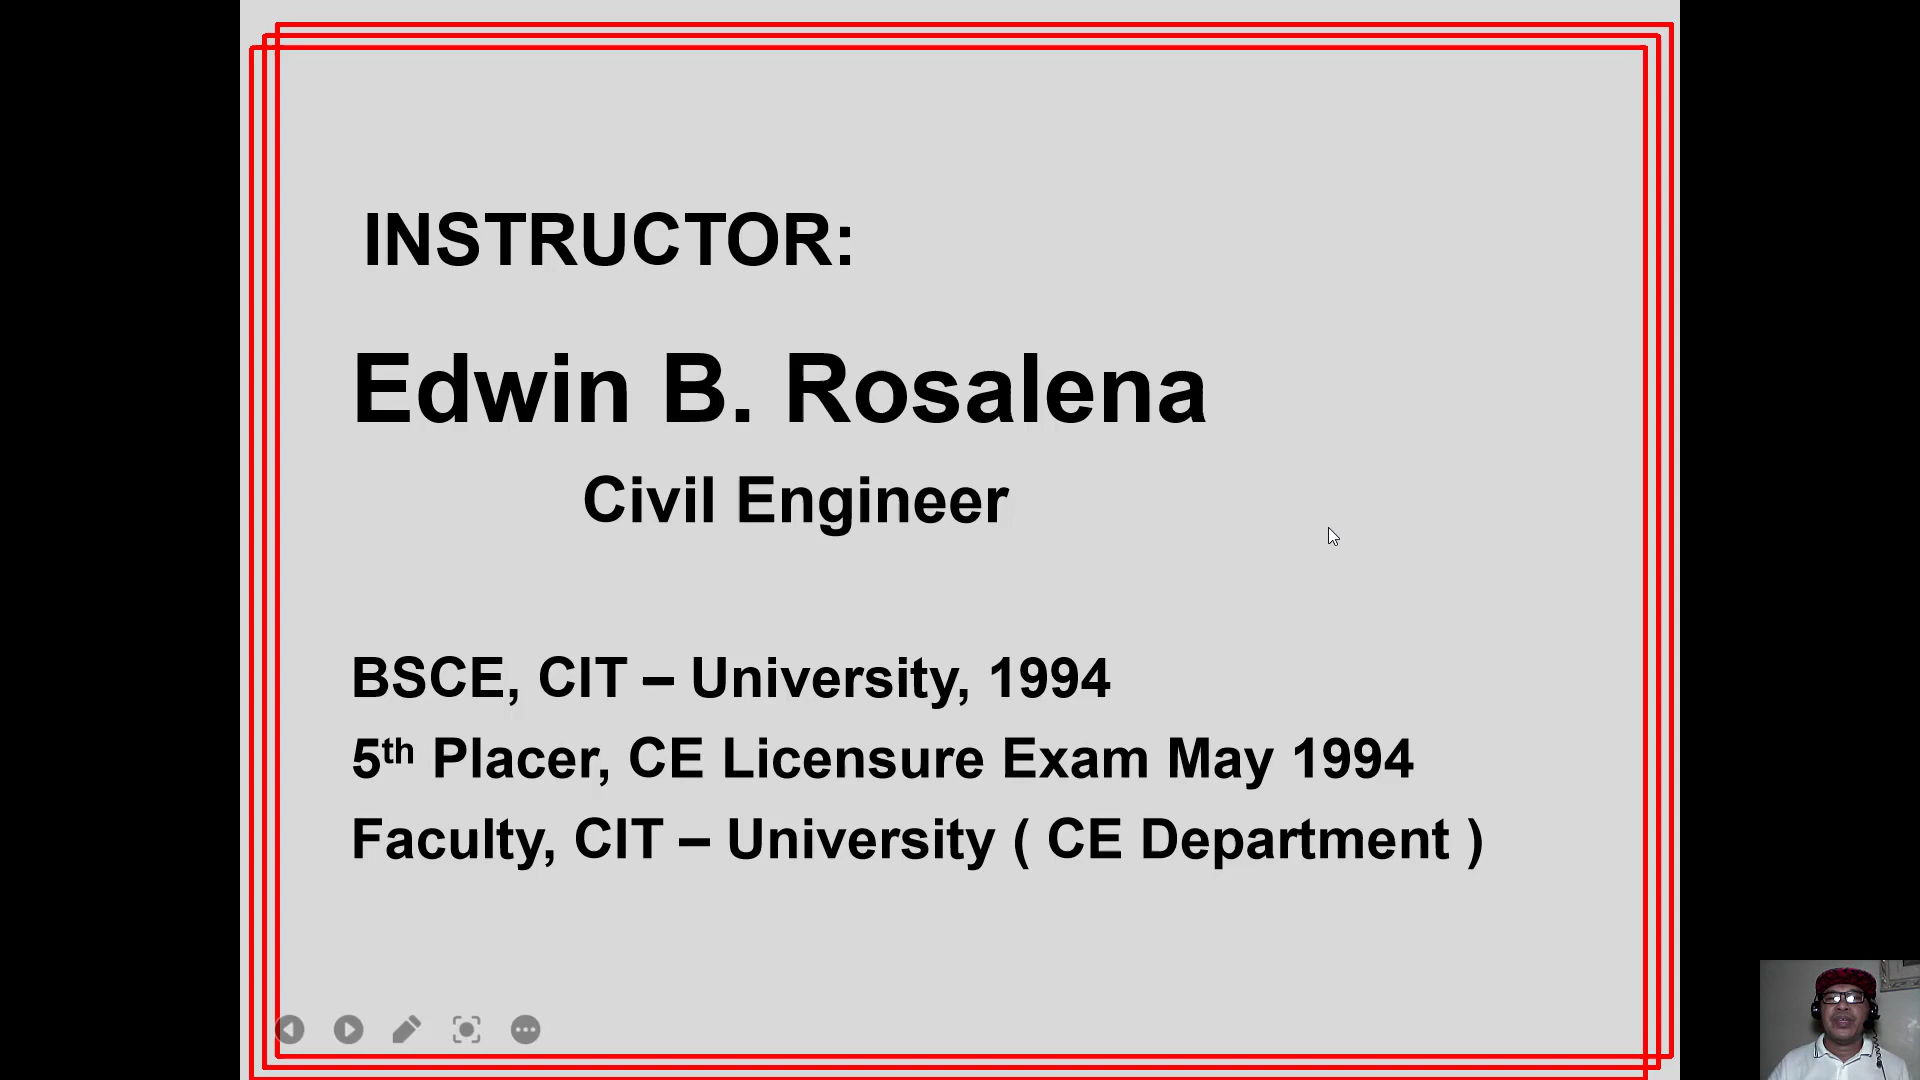 INSTRUCTOR:
Edwin B. Rosalena
Civil Engineer
BSCE, CIT – University, 1994
5th Placer, CE Licensure Exam May 1994
Faculty, CIT – University ( CE Department )